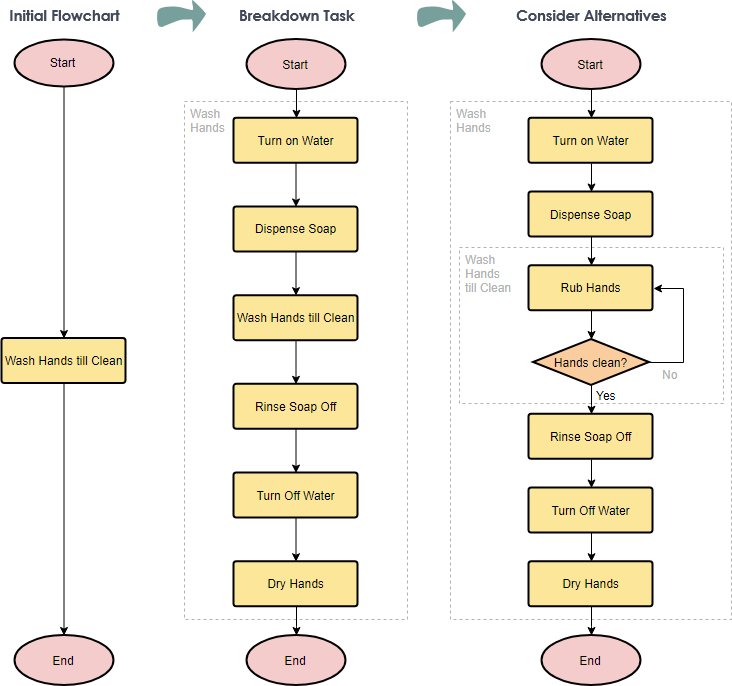 Initial Flowchart
Start
Wash Hands till Clean
End
Breakdown Task
Start
Wash
Hands
Turn on Water
Dispense Soap
Wash Hands till Clean
Rinse Soap Off
Turn Off Water
Dry Hands
End
Consider Alternatives
Start
Wash
Hands
Turn on Water
Dispense Soap
Wash
Hands
till Clean
Rub Hands
Hands clean?
No
Yes
Rinse Soap Off
Turn Off Water
Dry Hands
End